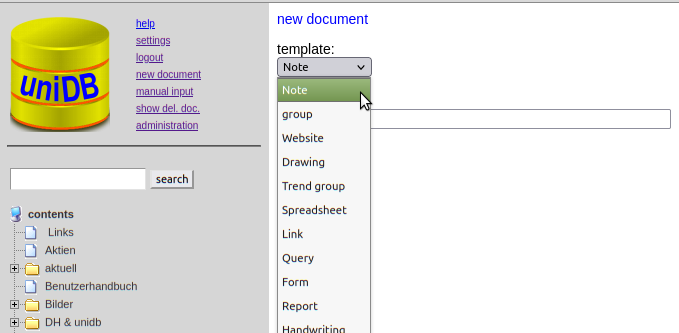 uniDB
help
settings
logout
new document
manual input
show del. doc.
administration
search
contents
Links
Aktien
aktuell
Benutzerhandbuch
Bilder
DH & unidb
new document
template:
Note
Note
group
Website
Drawing
Trend group
Spreadsheet
Link
Query
Form
Report
Handwriting